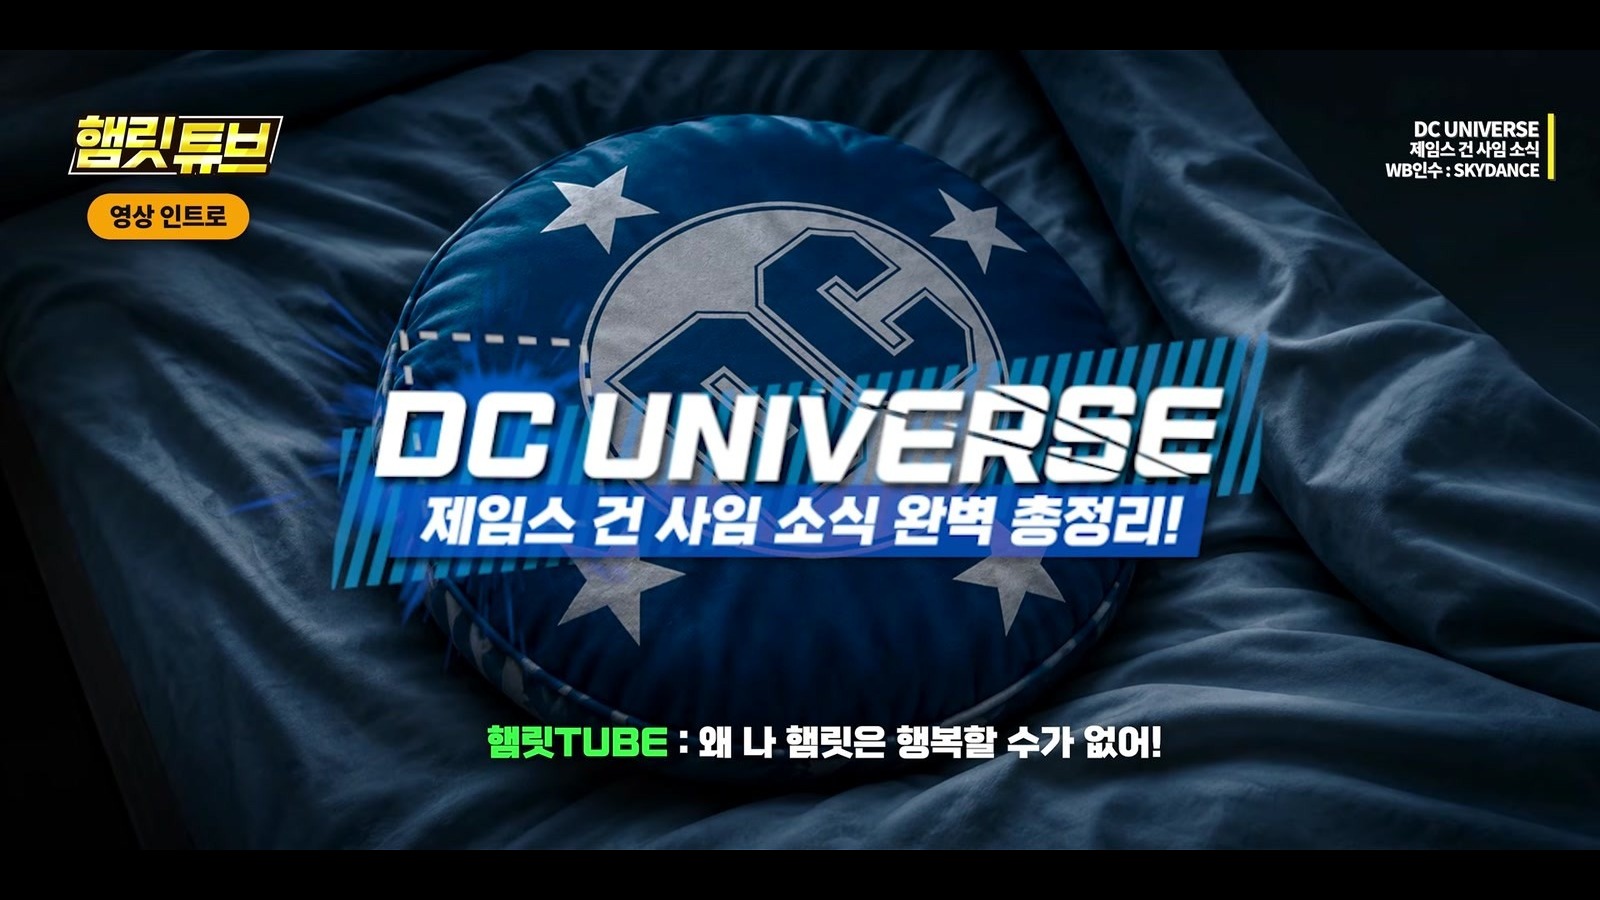 햄릿튜브
영상 인트로
DC UNIVERSE
제임스 건 사임 소식
WB인수 : SKYDANCE
DC
DC UNIVERSE
제임스 건 사임 소식 완벽 총정리!
햄릿TUBE : 왜 나 햄릿은 행복할 수가 없어!